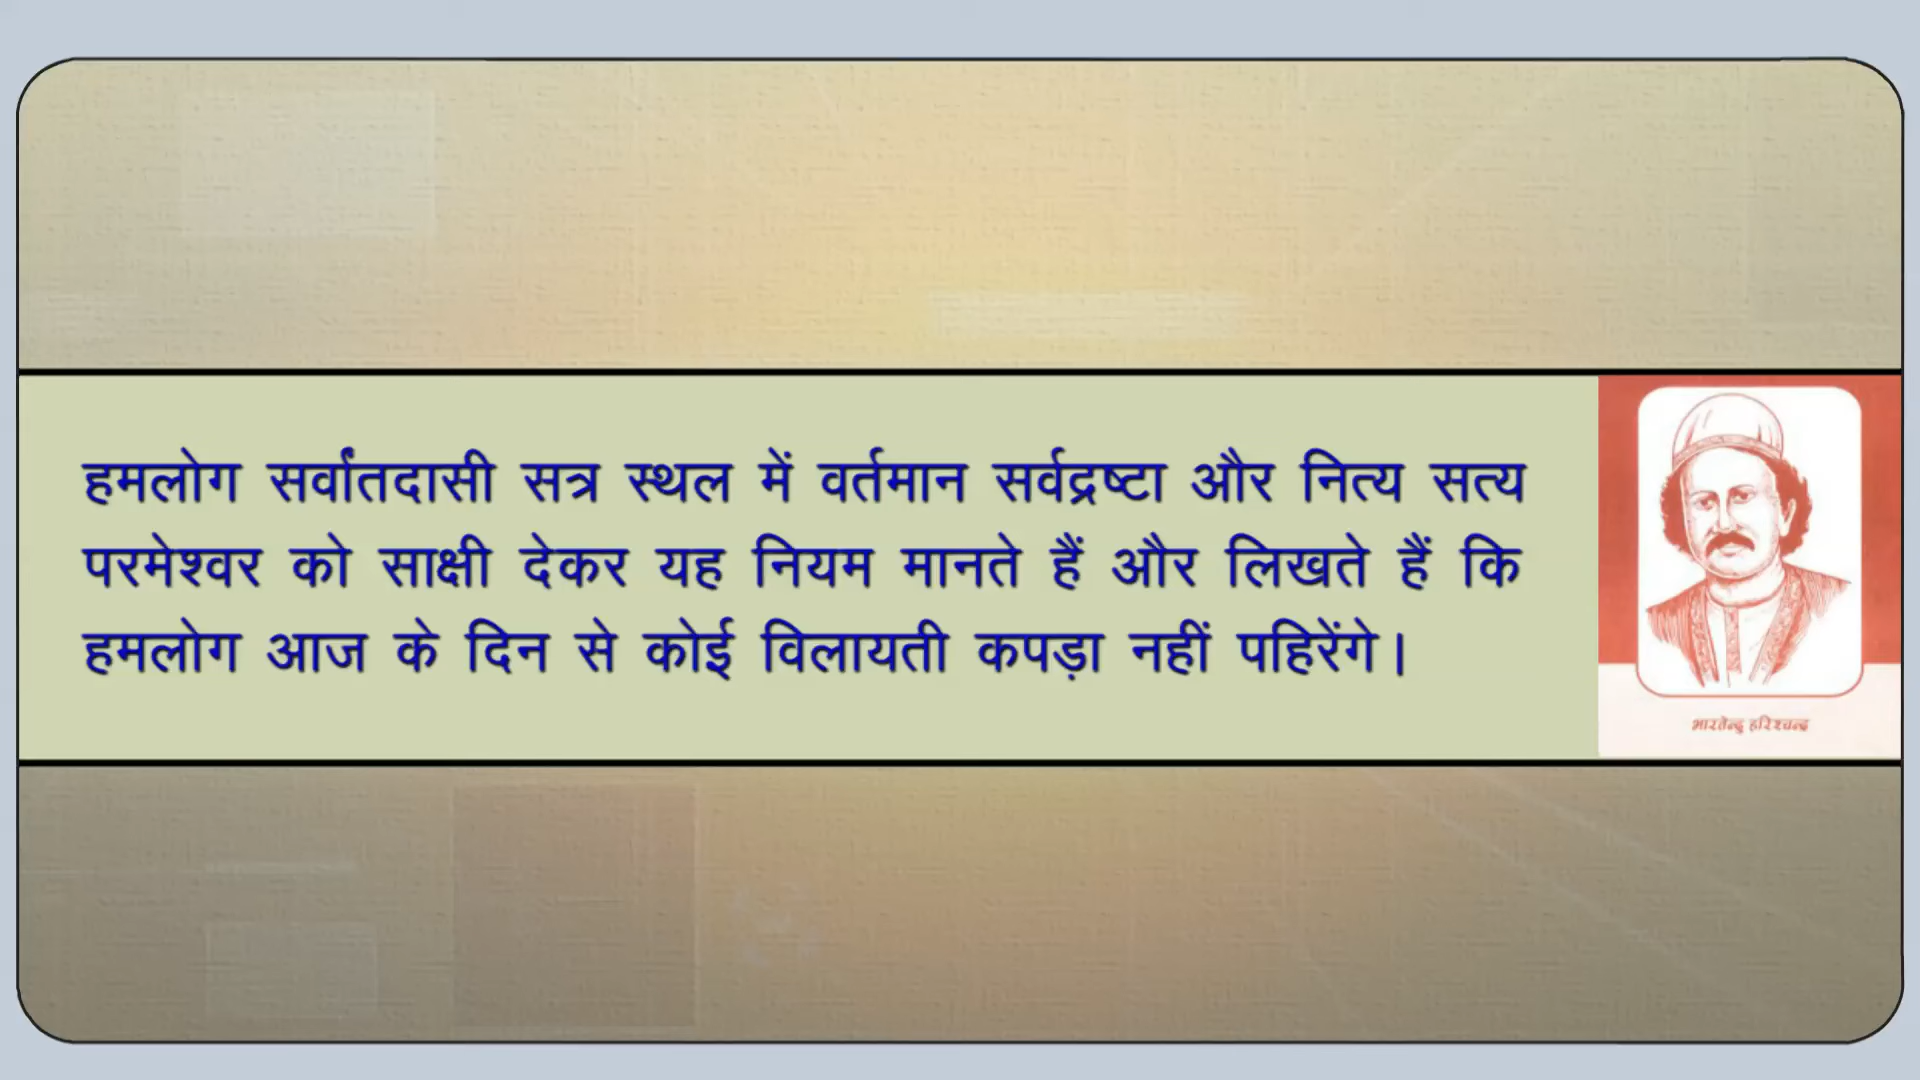 हमलोग सर्वांतदासी सत्र स्थल में वर्तमान सर्वद्रष्टा और नित्य सत्य
परमेश्वर को साक्षी देकर यह नियम मानते हैं और लिखते हैं कि
हमलोग आज के दिन से कोई विलायती कपड़ा नहीं पहिरेंगे।
भारतेन्दु हरिश्चन्द्र